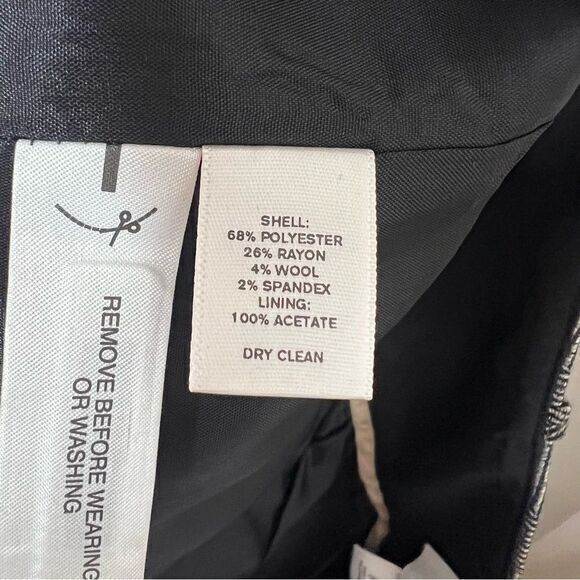 SHELL:
68% POLYESTER
26% RAYON
4% WOOL
2% SPANDEX
LINING:
100% ACETATE
DRY CLEAN
REMOVE BEFORE WEARING
OR WASHING